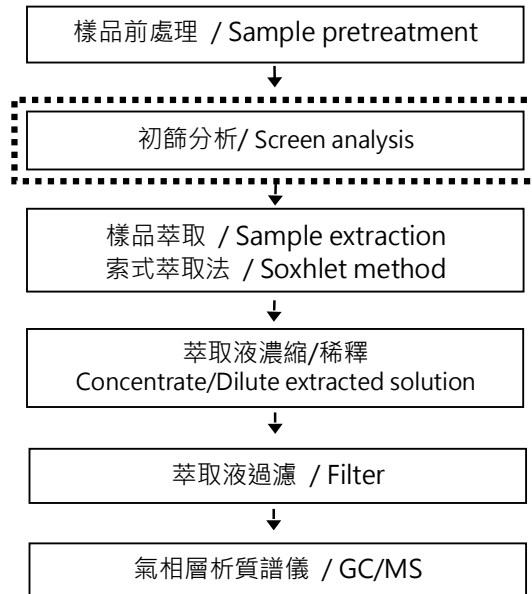 樣品前處理 / Sample pretreatment
初篩分析/ Screen analysis
樣品萃取 / Sample extraction
索式萃取法 / Soxhlet method
萃取液濃縮/稀釋
Concentrate/Dilute extracted solution
萃取液過濾 / Filter
氣相層析質譜儀 / GC/MS